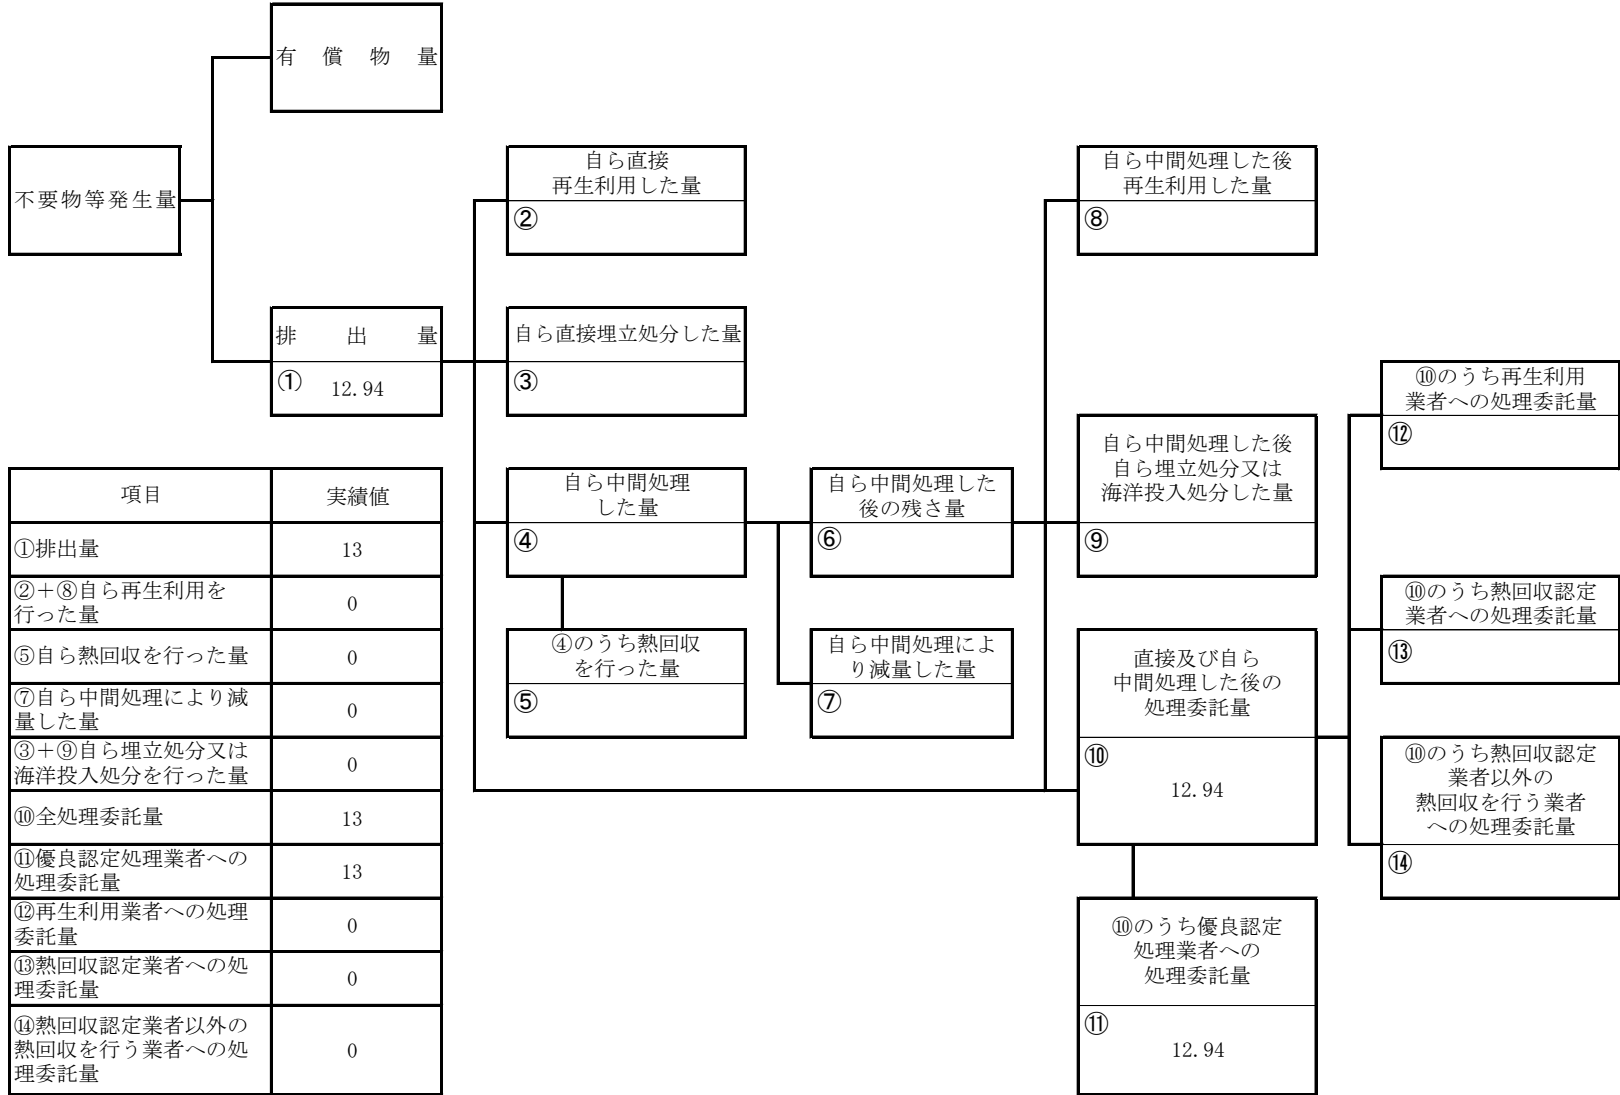 有償物量
不要物等発生量
排出量
① 12.94
自ら直接
再生利用した量
②
自ら直接埋立処分した量
③
自ら中間処理
した量
④
④のうち熱回収
を行った量
⑤
自ら中間処理した
後の残さ量
⑥
自ら中間処理によ
り減量した量
⑦
自ら中間処理した後
再生利用した量
⑧
自ら中間処理した後
自ら埋立処分又は
海洋投入処分した量
⑨
直接及び自ら
中間処理した後の
処理委託量
⑩
12.94
⑩のうち優良認定
処理業者への
処理委託量
⑪
12.94
⑩のうち再生利用
業者への処理委託量
⑫
⑩のうち熱回収認定
業者への処理委託量
⑬
⑩のうち熱回収認定
業者以外の
熱回収を行う業者
への処理委託量
⑭
項目 実績値
①排出量 13
②+⑧自ら再生利用を
行った量 0
⑤自ら熱回収を行った量 0
⑦自ら中間処理により減
量した量 0
③+⑨自ら埋立処分又は
海洋投入処分を行った量 0
⑩全処理委託量 13
⑪優良認定処理業者への
処理委託量 13
⑫再生利用業者への処理
委託量 0
⑬熱回収認定業者への処
理委託量 0
⑭熱回収認定業者以外の
熱回収を行う業者への処 0
理委託量